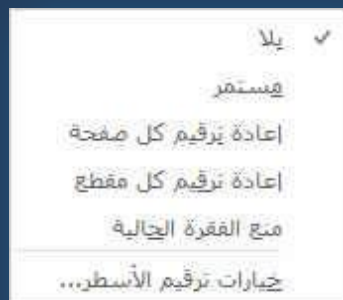 بلا
مستمر
إعادة ترقيم كل صفحة
إعادة ترقيم كل مقطع
منع الفقرة الحالية
خيارات ترقيم الأسطر...